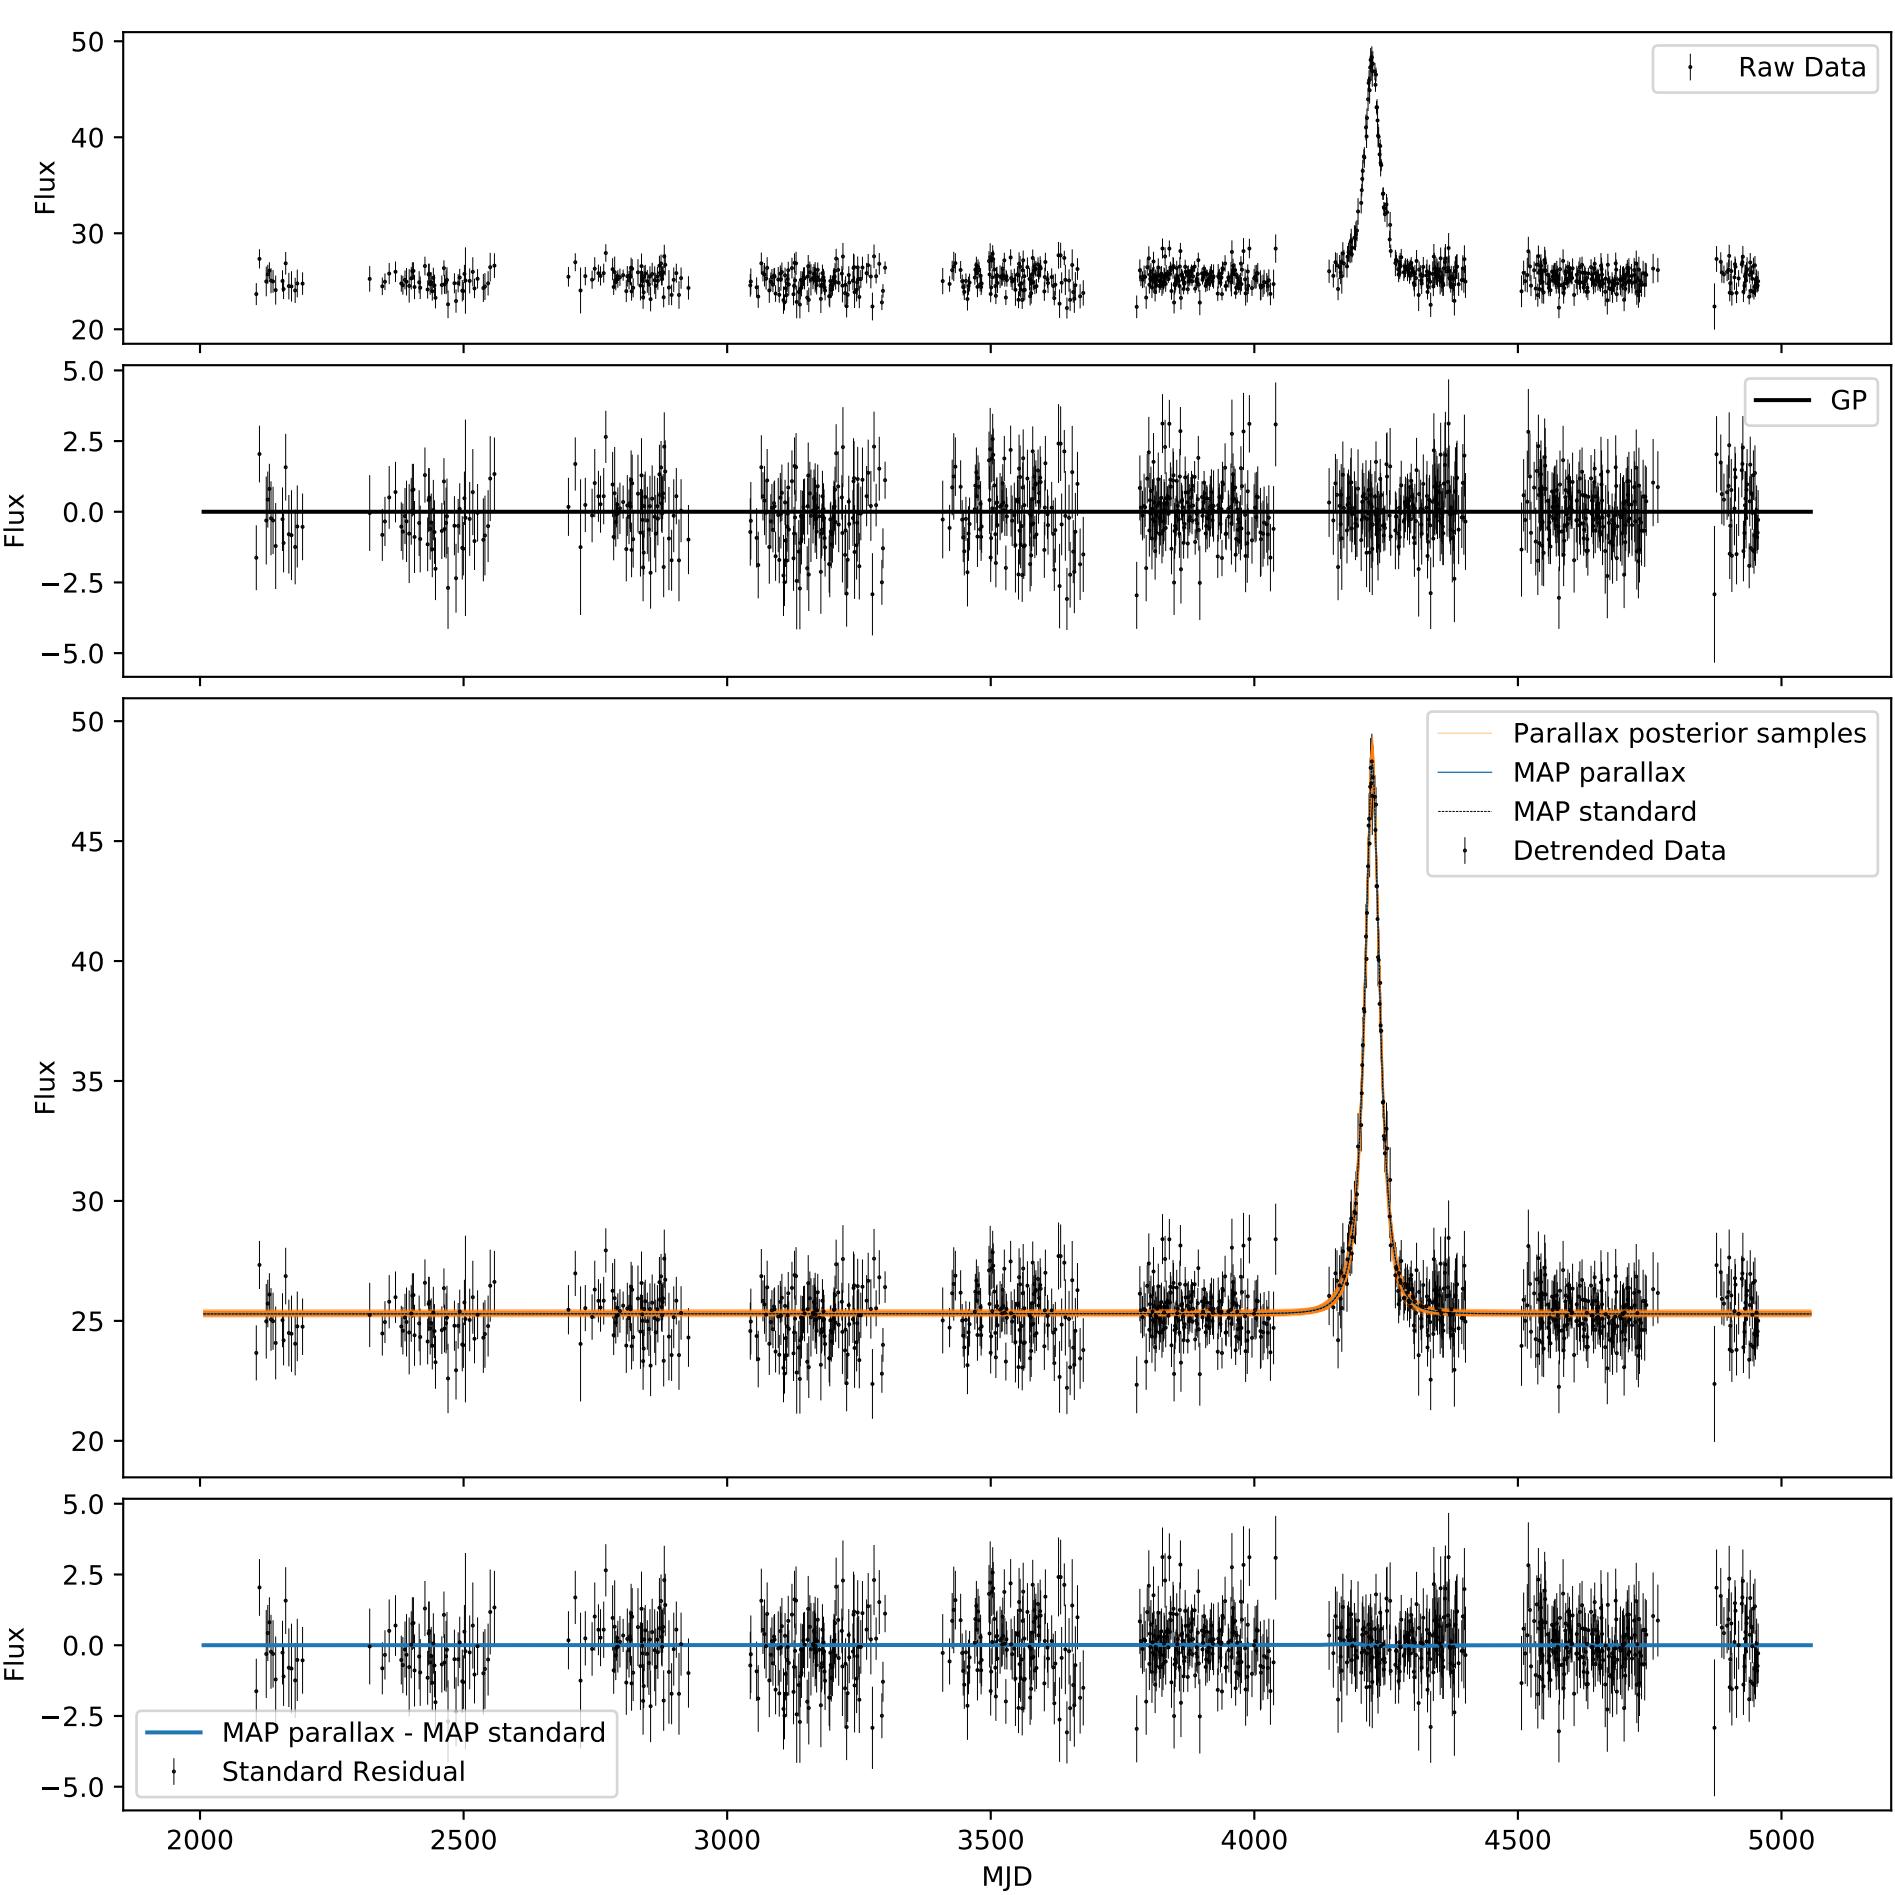 50
40
30
20
Flux
Raw Data
5.0
2.5
0.0
−2.5
−5.0
Flux
GP
50
45
40
35
30
25
20
Flux
Parallax posterior samples
MAP parallax
MAP standard
Detrended Data
5.0
2.5
0.0
−2.5
−5.0
Flux
MAP parallax - MAP standard
Standard Residual
2000 2500 3000 3500 4000 4500 5000
MJD